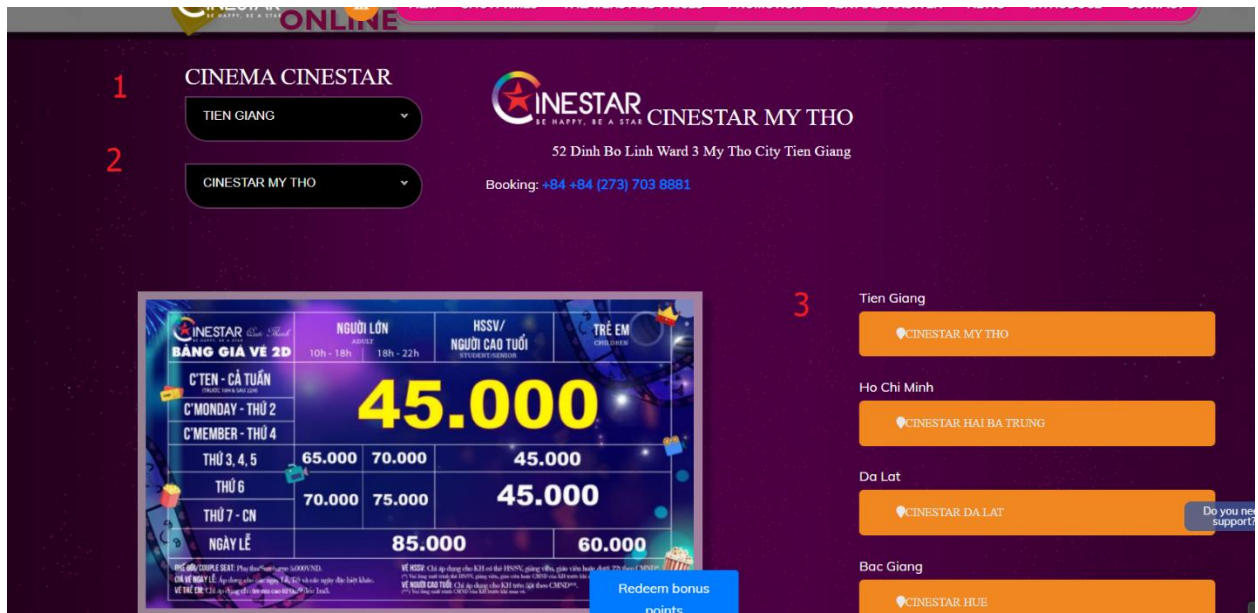 BE HAPPY, BE A STAR
ONLINE
1
CINEMA CINESTAR
TIEN GIANG
2
CINESTAR MY THO
CINESTAR
BE HAPPY, BE A STAR
CINESTAR MY THO
52 Dinh Bo Linh Ward 3 My Tho City Tien Giang
Booking: +84 +84 (273) 703 8881
CINESTAR Quốc Thanh
BẢNG GIÁ VÉ 2D
NGƯỜI LỚN
ADULT
10h - 18h
18h - 22h
HSSV/
NGƯỜI CAO TUỔI
STUDENT/SENIOR
TRẺ EM
CHILDREN
C'TEN - CẢ TUẦN
C'MONDAY - THỨ 2
C'MEMBER - THỨ 4
45.000
THỨ 3, 4, 5
65.000 70.000
45.000
THỨ 6
THỨ 7 - CN
70.000 75.000
45.000
NGÀY LỄ
85.000
60.000
3
Tien Giang
CINESTAR MY THO
Ho Chi Minh
CINESTAR HAI BA TRUNG
Da Lat
CINESTAR DA LAT
Bac Giang
CINESTAR HUE
Do you
support?
Redeem bonus
points